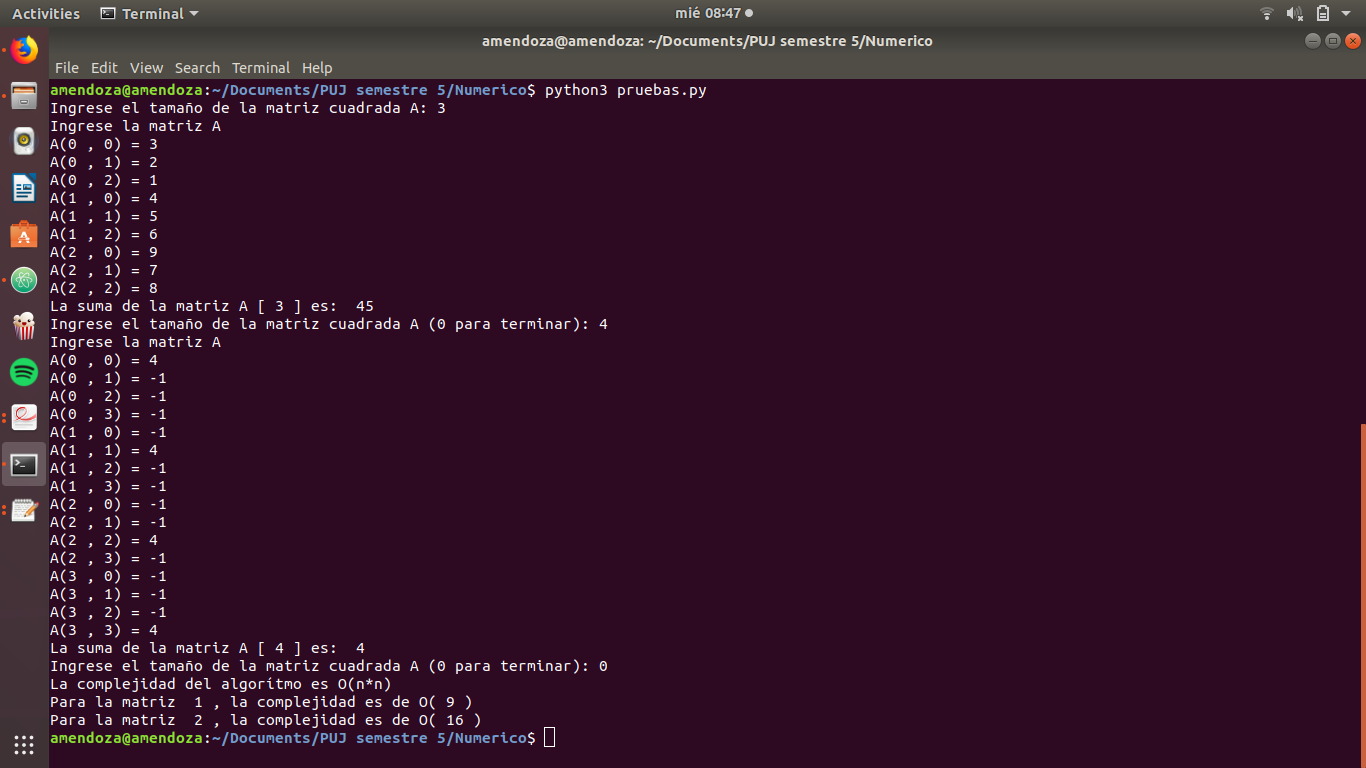 Activities Terminal mié 08:47
amendoza@amendoza: ~/Documents/PUJ semestre 5/Numerico
File Edit View Search Terminal Help
amendoza@amendoza:~/Documents/PUJ semestre 5/Numerico$ python3 pruebas.py
Ingrese el tamaño de la matriz cuadrada A: 3
Ingrese la matriz A
A(0 , 0) = 3
A(0 , 1) = 2
A(0 , 2) = 1
A(1 , 0) = 4
A(1 , 1) = 5
A(1 , 2) = 6
A(2 , 0) = 9
A(2 , 1) = 7
A(2 , 2) = 8
La suma de la matriz A [ 3 ] es:  45
Ingrese el tamaño de la matriz cuadrada A (0 para terminar): 4
Ingrese la matriz A
A(0 , 0) = 4
A(0 , 1) = -1
A(0 , 2) = -1
A(0 , 3) = -1
A(1 , 0) = -1
A(1 , 1) = 4
A(1 , 2) = -1
A(1 , 3) = -1
A(2 , 0) = -1
A(2 , 1) = -1
A(2 , 2) = 4
A(2 , 3) = -1
A(3 , 0) = -1
A(3 , 1) = -1
A(3 , 2) = -1
A(3 , 3) = 4
La suma de la matriz A [ 4 ] es:  4
Ingrese el tamaño de la matriz cuadrada A (0 para terminar): 0
La complejidad del algorítmo es O(n*n)
Para la matriz  1 , la complejidad es de O( 9 )
Para la matriz  2 , la complejidad es de O( 16 )
amendoza@amendoza:~/Documents/PUJ semestre 5/Numerico$